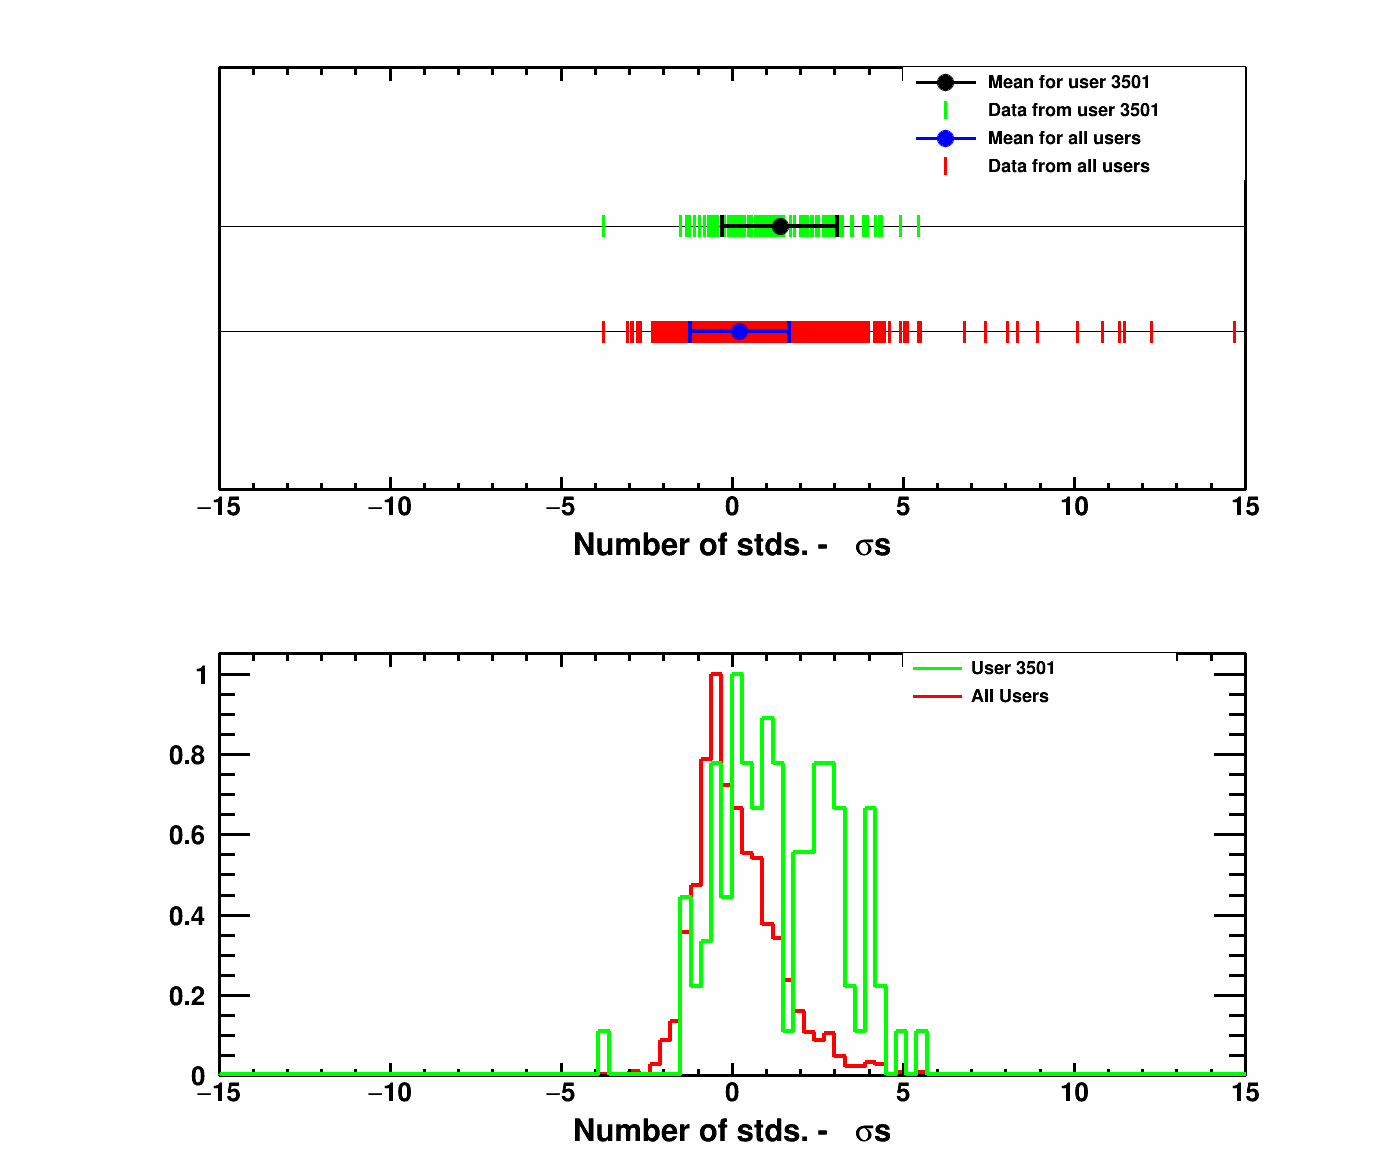 Mean for user 3501
Data from user 3501
Mean for all users
Data from all users
−15 −10 −5 0 5 10 15
Number of stds. - σs
User 3501
All Users
1
0.8
0.6
0.4
0.2
0
−15 −10 −5 0 5 10 15
Number of stds. - σs